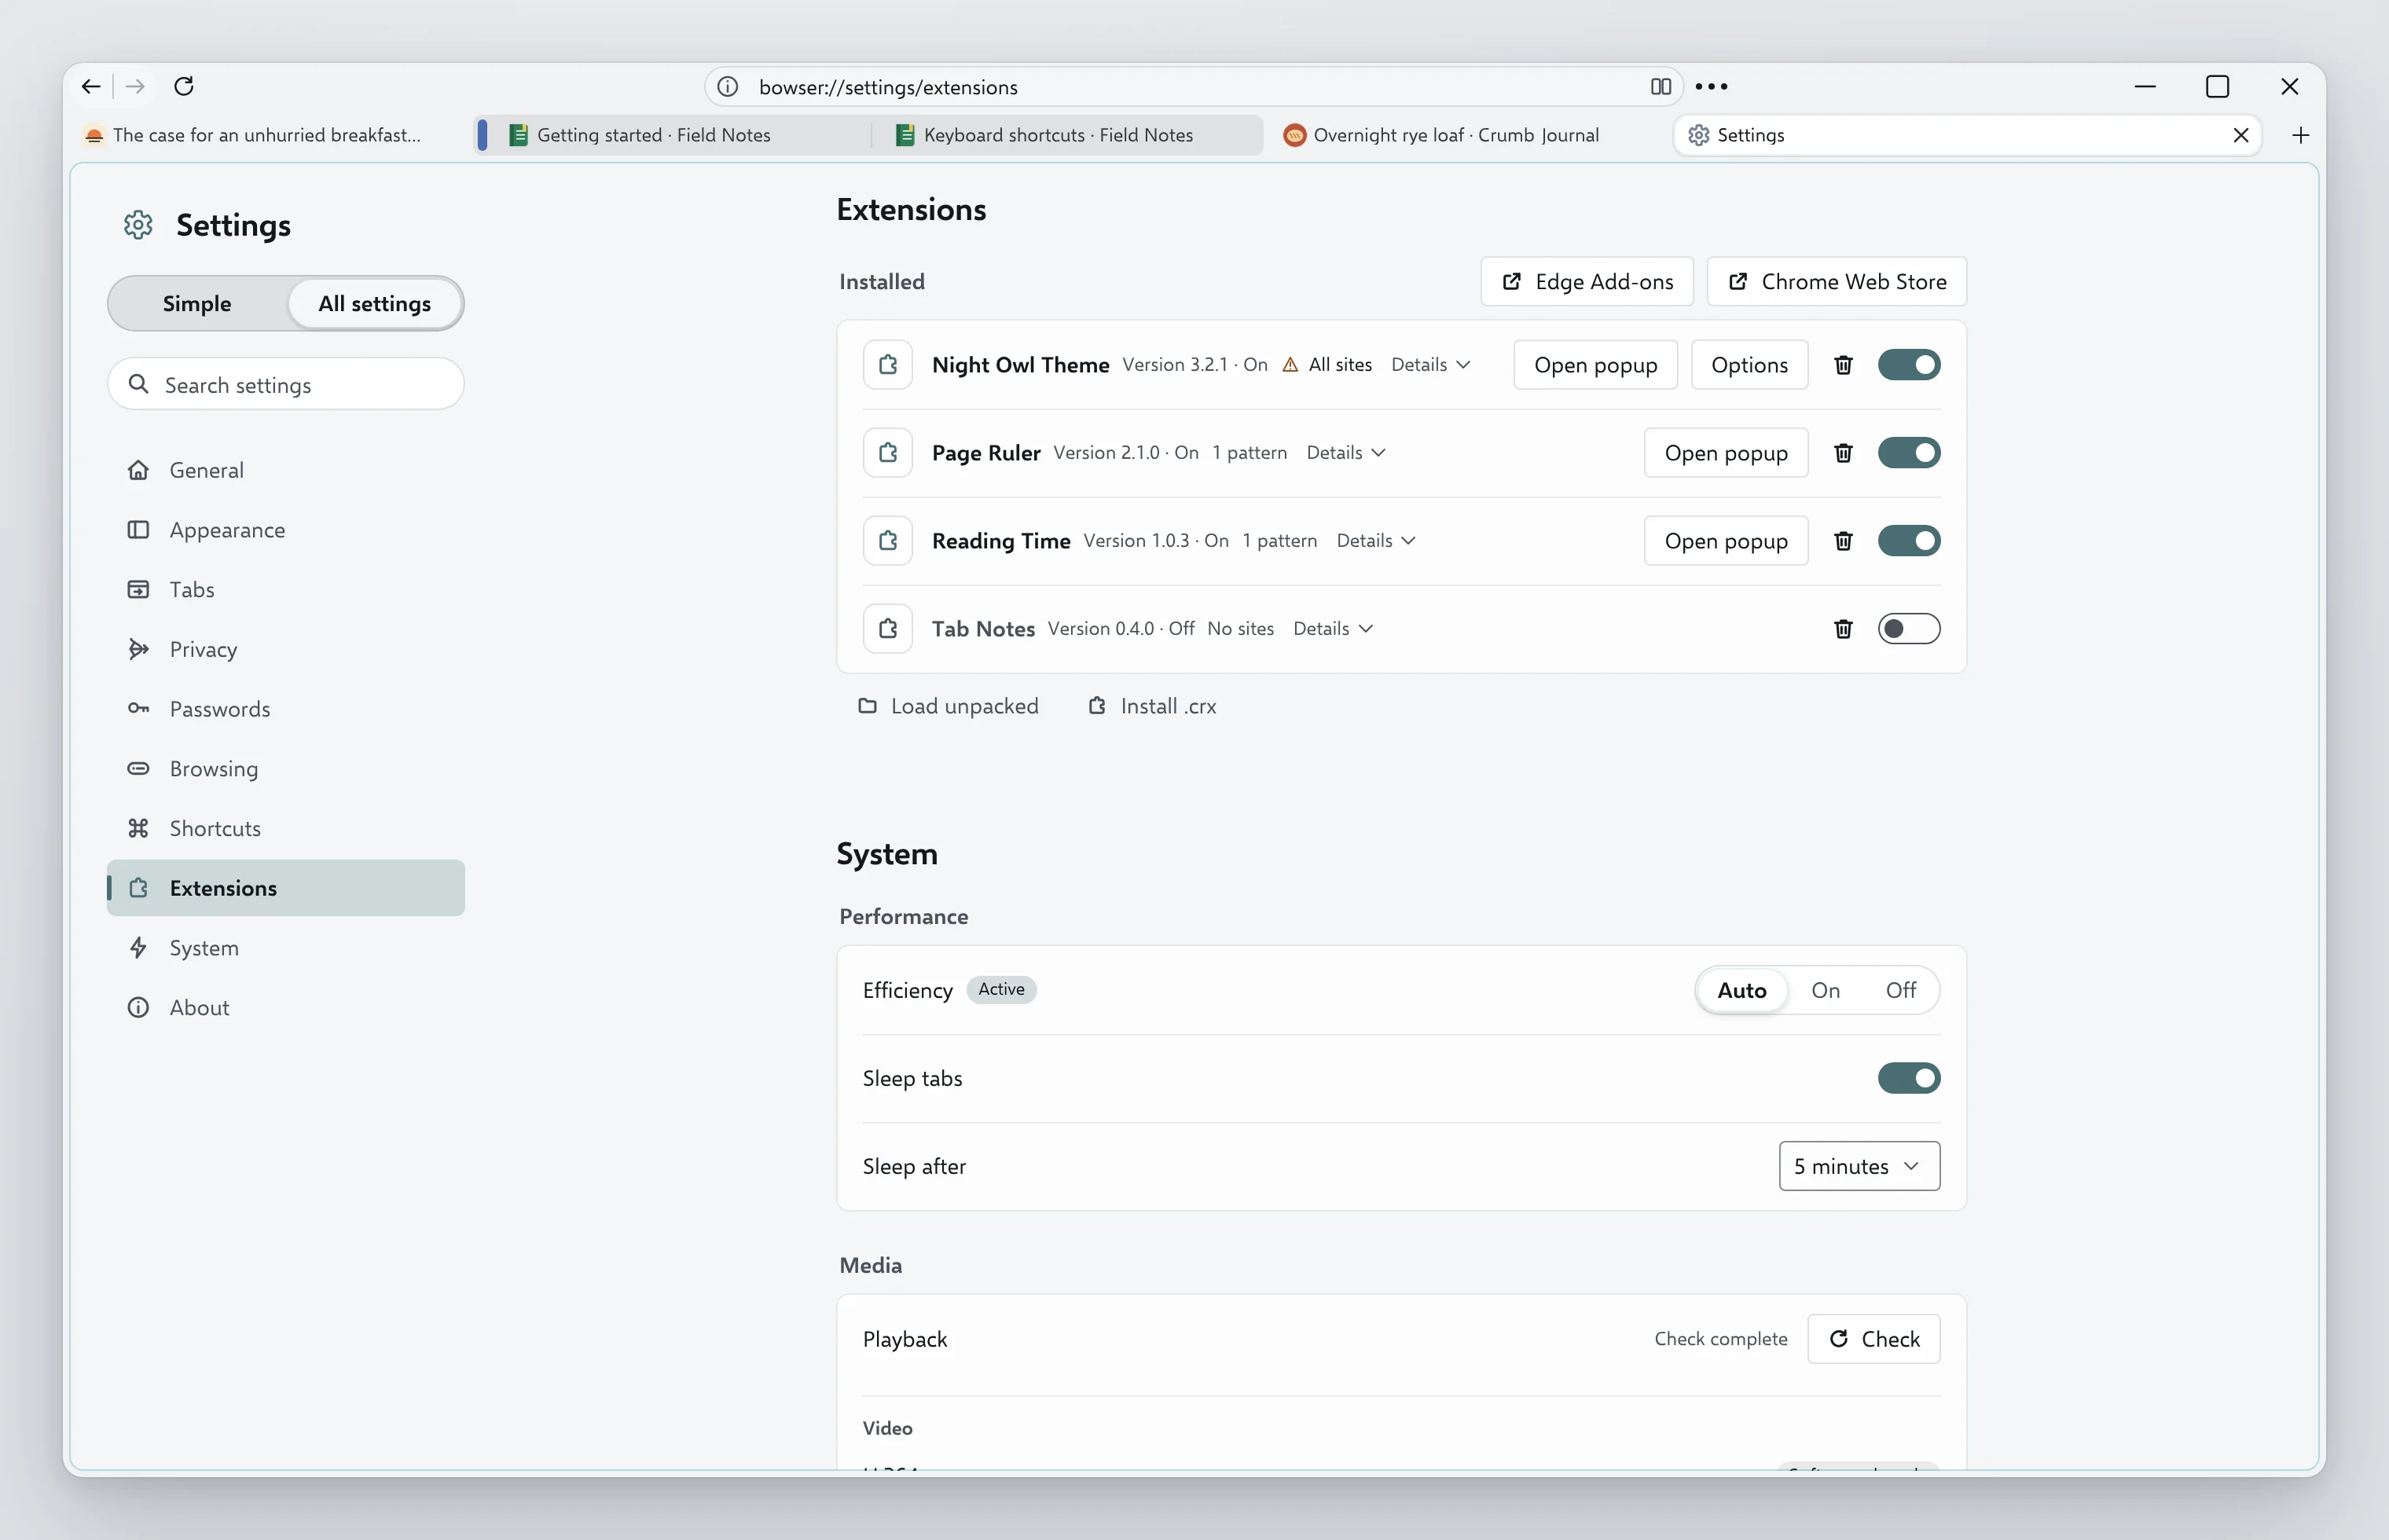 bowser://settings/extensions
The case for an unhurried breakfast...
Getting started · Field Notes
Keyboard shortcuts · Field Notes
Overnight rye loaf · Crumb Journal
Settings
Settings
Simple
All settings
Search settings
General
Appearance
Tabs
Privacy
Passwords
Browsing
Shortcuts
Extensions
System
About
Extensions
Installed
Edge Add-ons
Chrome Web Store
Night Owl Theme Version 3.2.1 · On All sites Details Open popup Options
Page Ruler Version 2.1.0 · On 1 pattern Details Open popup
Reading Time Version 1.0.3 · On 1 pattern Details Open popup
Tab Notes Version 0.4.0 · Off No sites Details
Load unpacked
Install .crx
System
Performance
Efficiency Active Auto On Off
Sleep tabs
Sleep after 5 minutes
Media
Playback Check complete Check
Video